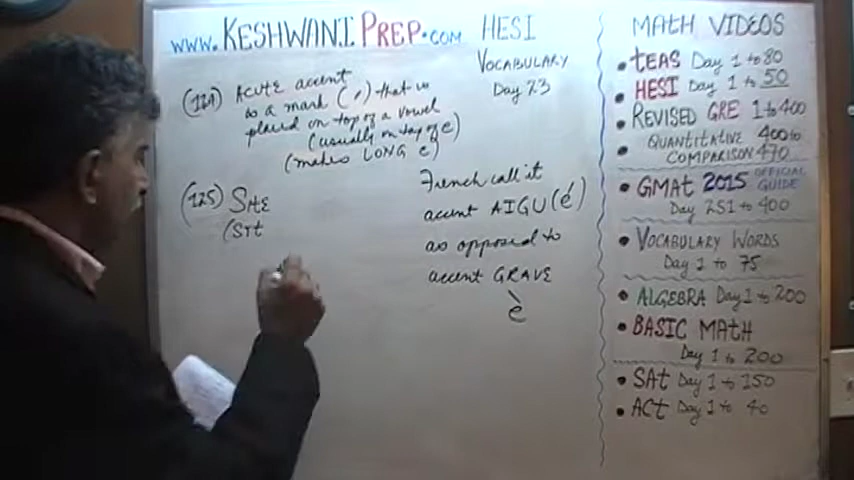 www.KESHWANIPREP.COM
HESI
VOCABULARY
Day 23
ACUTE accent
is a mark (´) that is
placed on top of a vowel
(usually on top of e)
(makes LONG e)
(125) SitE
(sit
French call it
accent AIGU (é)
as opposed to
accent GRAVE
è
MAtH VIDEOS
• tEAS Day 1 to 80
• HESI Day 1 to 50
• REVISED GRE 1 to 400
• QUANtitAtIVE 400 to
COMPARISON 470
• GMAt 2015 OFFICIAL
GUIDE
Day 251 to 400
• VOCABULARY WORDS
Day 1 to 75
• ALGEBRA Day 1 to 200
• BASIC MAtH
Day 1 to 200
• SAt Day 1 to 150
• ACt Day 1 to 40